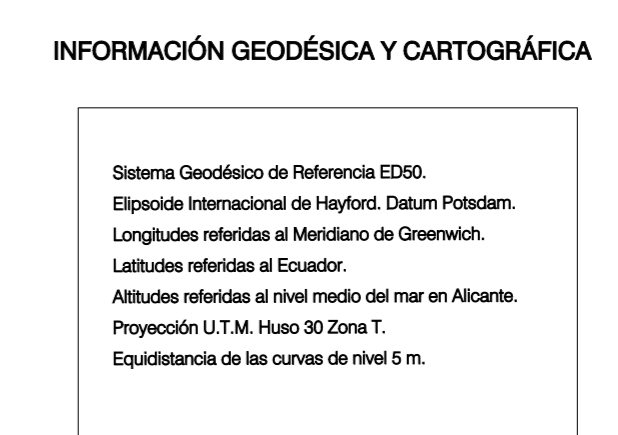 INFORMACIÓN GEODÉSICA Y CARTOGRÁFICA
Sistema Geodésico de Referencia ED50.
Elipsoide Internacional de Hayford. Datum Potsdam.
Longitudes referidas al Meridiano de Greenwich.
Latitudes referidas al Ecuador.
Altitudes referidas al nivel medio del mar en Alicante.
Proyección U.T.M. Huso 30 Zona T.
Equidistancia de las curvas de nivel 5 m.